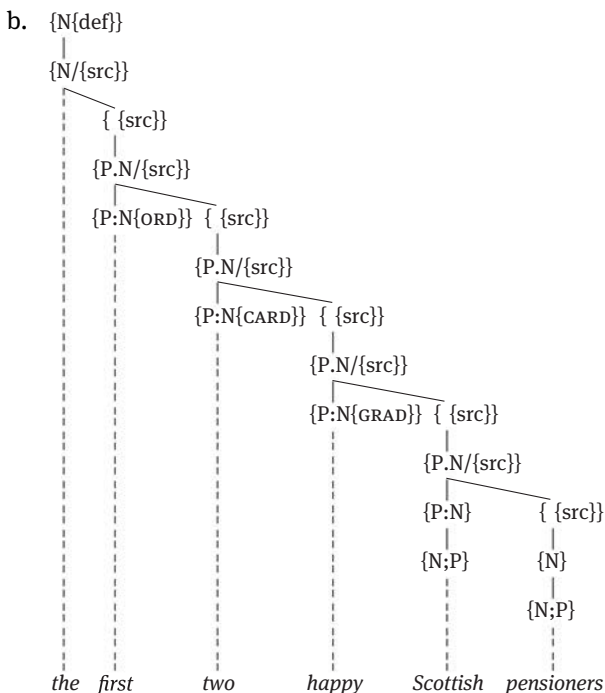 b. {N{def}}
{N/{src}}
{ {src}}
{P.N/{src}}
{P:N{ORD}} { {src}}
{P.N/{src}}
{P:N{CARD}} { {src}}
{P.N/{src}}
{P:N{GRAD}} { {src}}
{P.N/{src}}
{P:N} { {src}}
{N;P} {N}
{N;P}
the first two happy Scottish pensioners